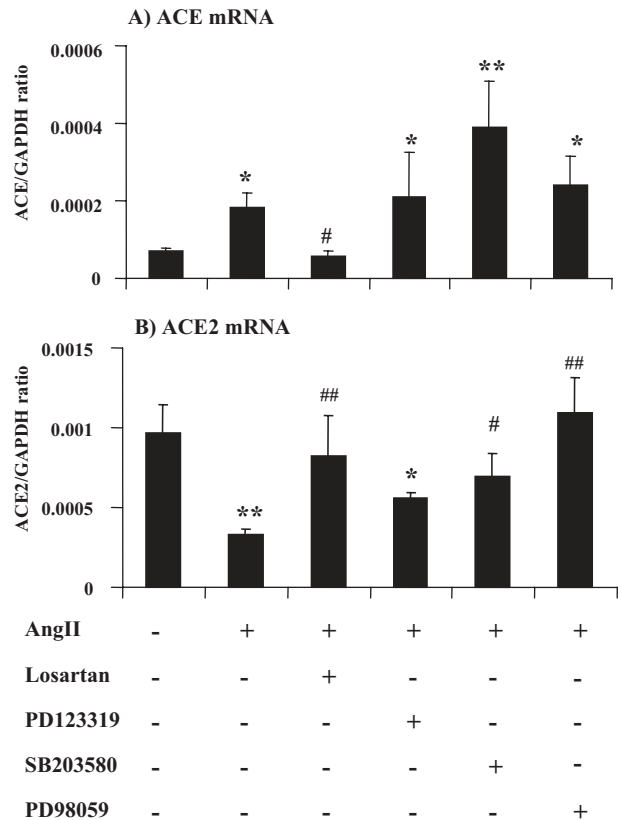 A) ACE mRNA
ACE/GAPDH ratio
0.0006
0.0004
0.0002
0
* # * ** *
B) ACE2 mRNA
ACE2/GAPDH ratio
0.0015
0.001
0.0005
0
** ## * # ##
AngII - + + + + +
Losartan - - + - - -
PD123319 - - - + - -
SB203580 - - - - + -
PD98059 - - - - - +